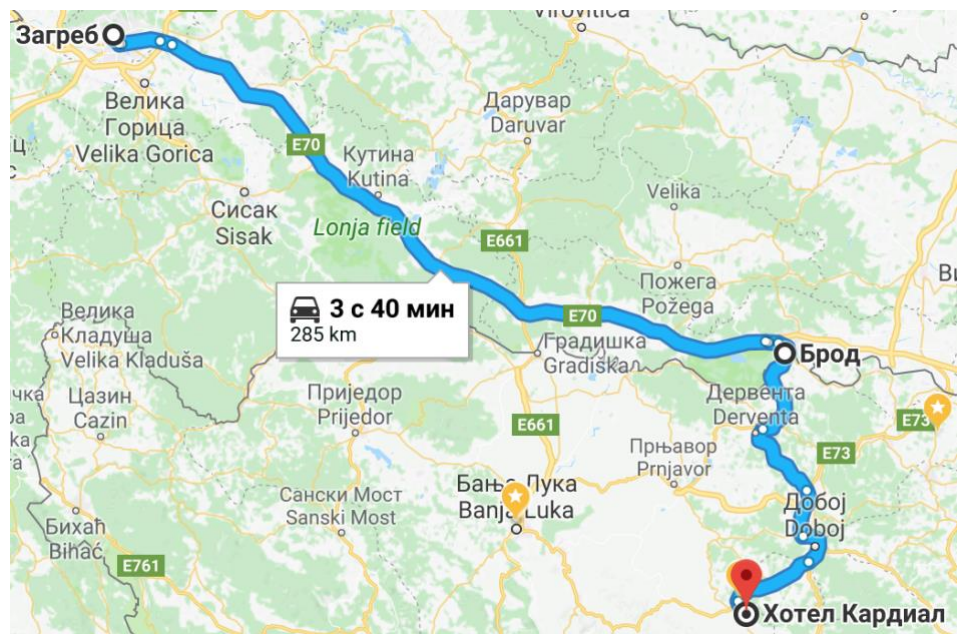 Virovitica
Загреб
Велика
Горица
Velika Gorica
Дарувар
Daruvar
E70
Кутина
Kutina
Сисак
Sisak
Lonja field
Velika
E661
Пожега
Požega
3 с 40 мин
285 km
E70
Велика
Кладуша
Velika Kladuša
Градишка
Gradiška
Брод
Цазин
Cazin
Приједор
Prijedor
E661
Дервента
Derventa
E73
E73
Прњавор
Prnjavor
Бања Лука
Banja Luka
Сански Мост
Sanski Most
Добој
Doboj
Бихаћ
Bihać
E761
Хотел Кардиал